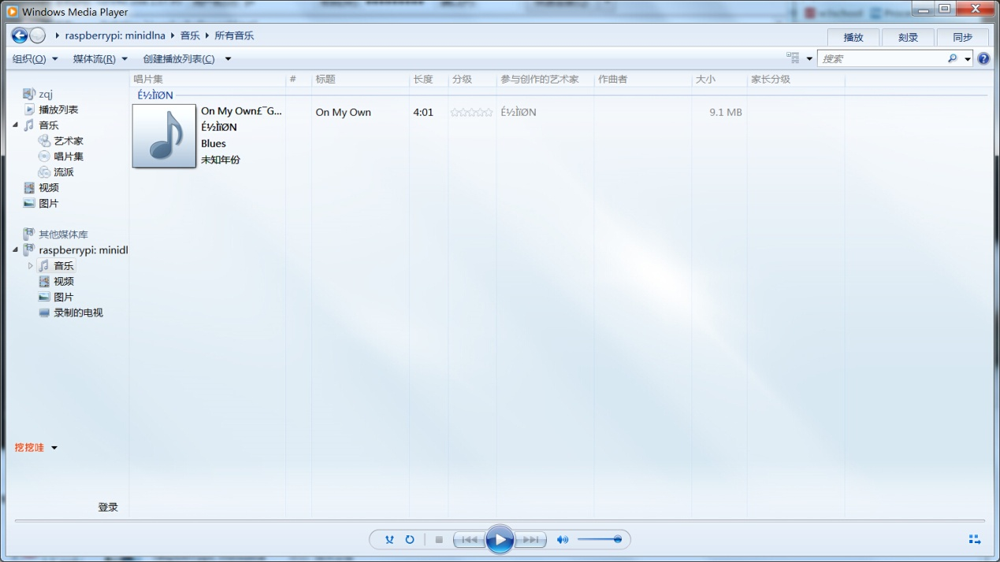 Windows Media Player
raspberrypi: minidlna 音乐 所有音乐
播放 刻录 同步
组织(O) 媒体流(R) 创建播放列表(C) 搜索
唱片集 # 标题 长度 分级 参与创作的艺术家 作曲者 大小 家长分级
zqj
播放列表
音乐
艺术家
唱片集
流派
视频
图片
其他媒体库
raspberrypi: minidl
音乐
视频
图片
录制的电视
挖挖哇
登录
É½ÌïØN
On My Own£¯G...
É½ÌïØN
Blues
未知年份
On My Own 4:01 É½ÌïØN 9.1 MB